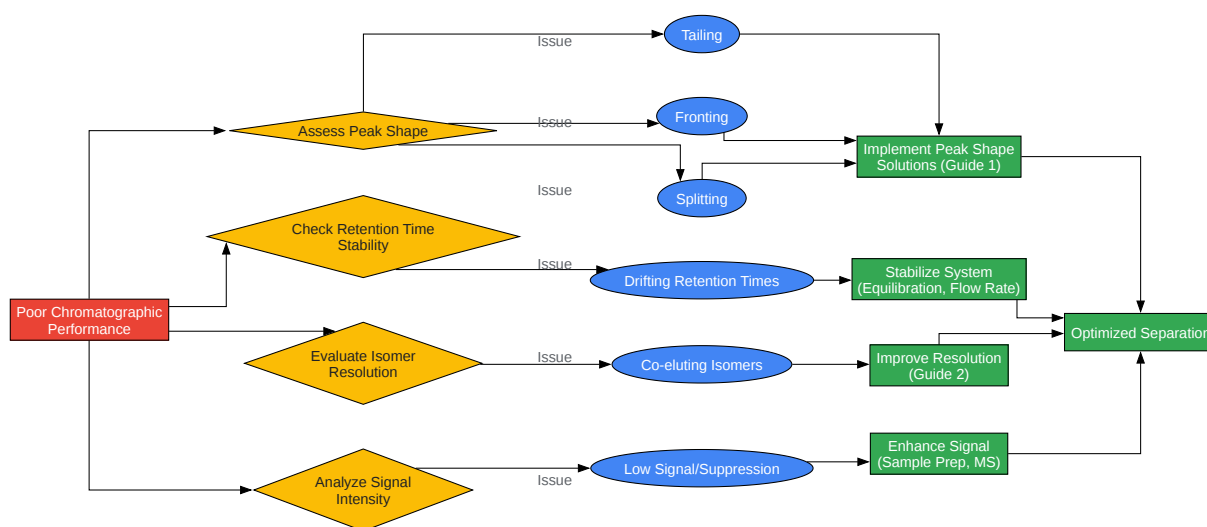 Issue
Tailing
Issue
Fronting
Assess Peak Shape
Implement Peak Shape
Solutions (Guide 1)
Issue
Splitting
Check Retention Time
Stability
Issue
Drifting Retention Times
Stabilize System
(Equilibration, Flow Rate)
Poor Chromatographic
Performance
Optimized Separation
Evaluate Isomer
Resolution
Issue
Co-eluting Isomers
Improve Resolution
(Guide 2)
Analyze Signal
Intensity
Issue
Low Signal/Suppression
Enhance Signal
(Sample Prep, MS)